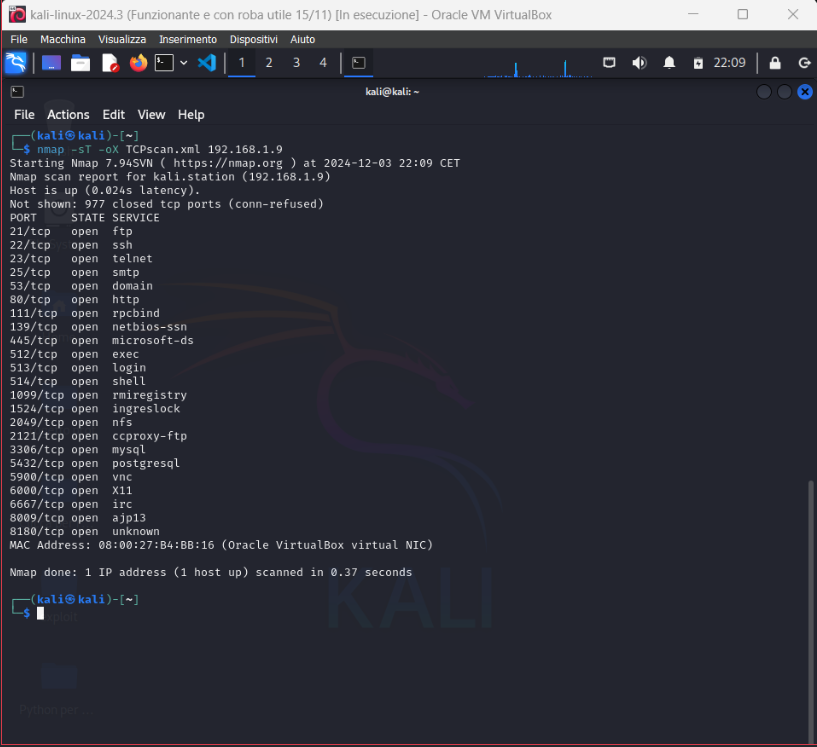 kali-linux-2024.3 (Funzionante e con roba utile 15/11) [In esecuzione] - Oracle VM VirtualBox
File Macchina Visualizza Inserimento Dispositivi Aiuto
1 2 3 4 22:09
kali@kali: ~
File Actions Edit View Help
┌──(kali㉿kali)-[~]
└─$ nmap -sT -oX TCPscan.xml 192.168.1.9
Starting Nmap 7.94SVN ( https://nmap.org ) at 2024-12-03 22:09 CET
Nmap scan report for kali.station (192.168.1.9)
Host is up (0.024s latency).
Not shown: 977 closed tcp ports (conn-refused)
PORT STATE SERVICE
21/tcp open ftp
22/tcp open ssh
23/tcp open telnet
25/tcp open smtp
53/tcp open domain
80/tcp open http
111/tcp open rpcbind
139/tcp open netbios-ssn
445/tcp open microsoft-ds
512/tcp open exec
513/tcp open login
514/tcp open shell
1099/tcp open rmiregistry
1524/tcp open ingreslock
2049/tcp open nfs
2121/tcp open ccproxy-ftp
3306/tcp open mysql
5432/tcp open postgresql
5900/tcp open vnc
6000/tcp open X11
6667/tcp open irc
8009/tcp open ajp13
8180/tcp open unknown
MAC Address: 08:00:27:B4:BB:16 (Oracle VirtualBox virtual NIC)
Nmap done: 1 IP address (1 host up) scanned in 0.37 seconds
┌──(kali㉿kali)-[~]
└─$
KALI
Python per...